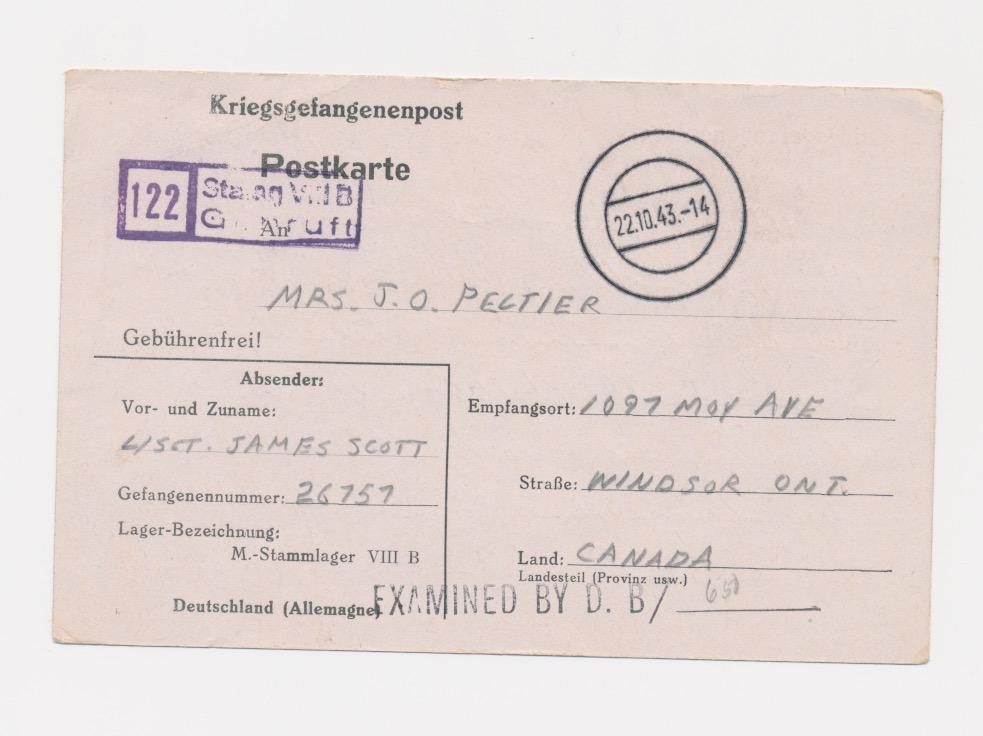 Kriegsgefangenenpost
Postkarte
122 Stalag VIII B
Geprüft
An
22.10.43.-14
MRS. J. O. PELTIER
Gebührenfrei!
Absender:
Vor- und Zuname:
L/SGT. JAMES SCOTT
Gefangenennummer: 26757
Lager-Bezeichnung:
M.-Stammlager VIII B
Deutschland (Allemagne)
Empfangsort: 1097 MOY AVE
Straße: WINDSOR ONT.
Land: CANADA
Landesteil (Provinz usw.)
EXAMINED BY D. B/